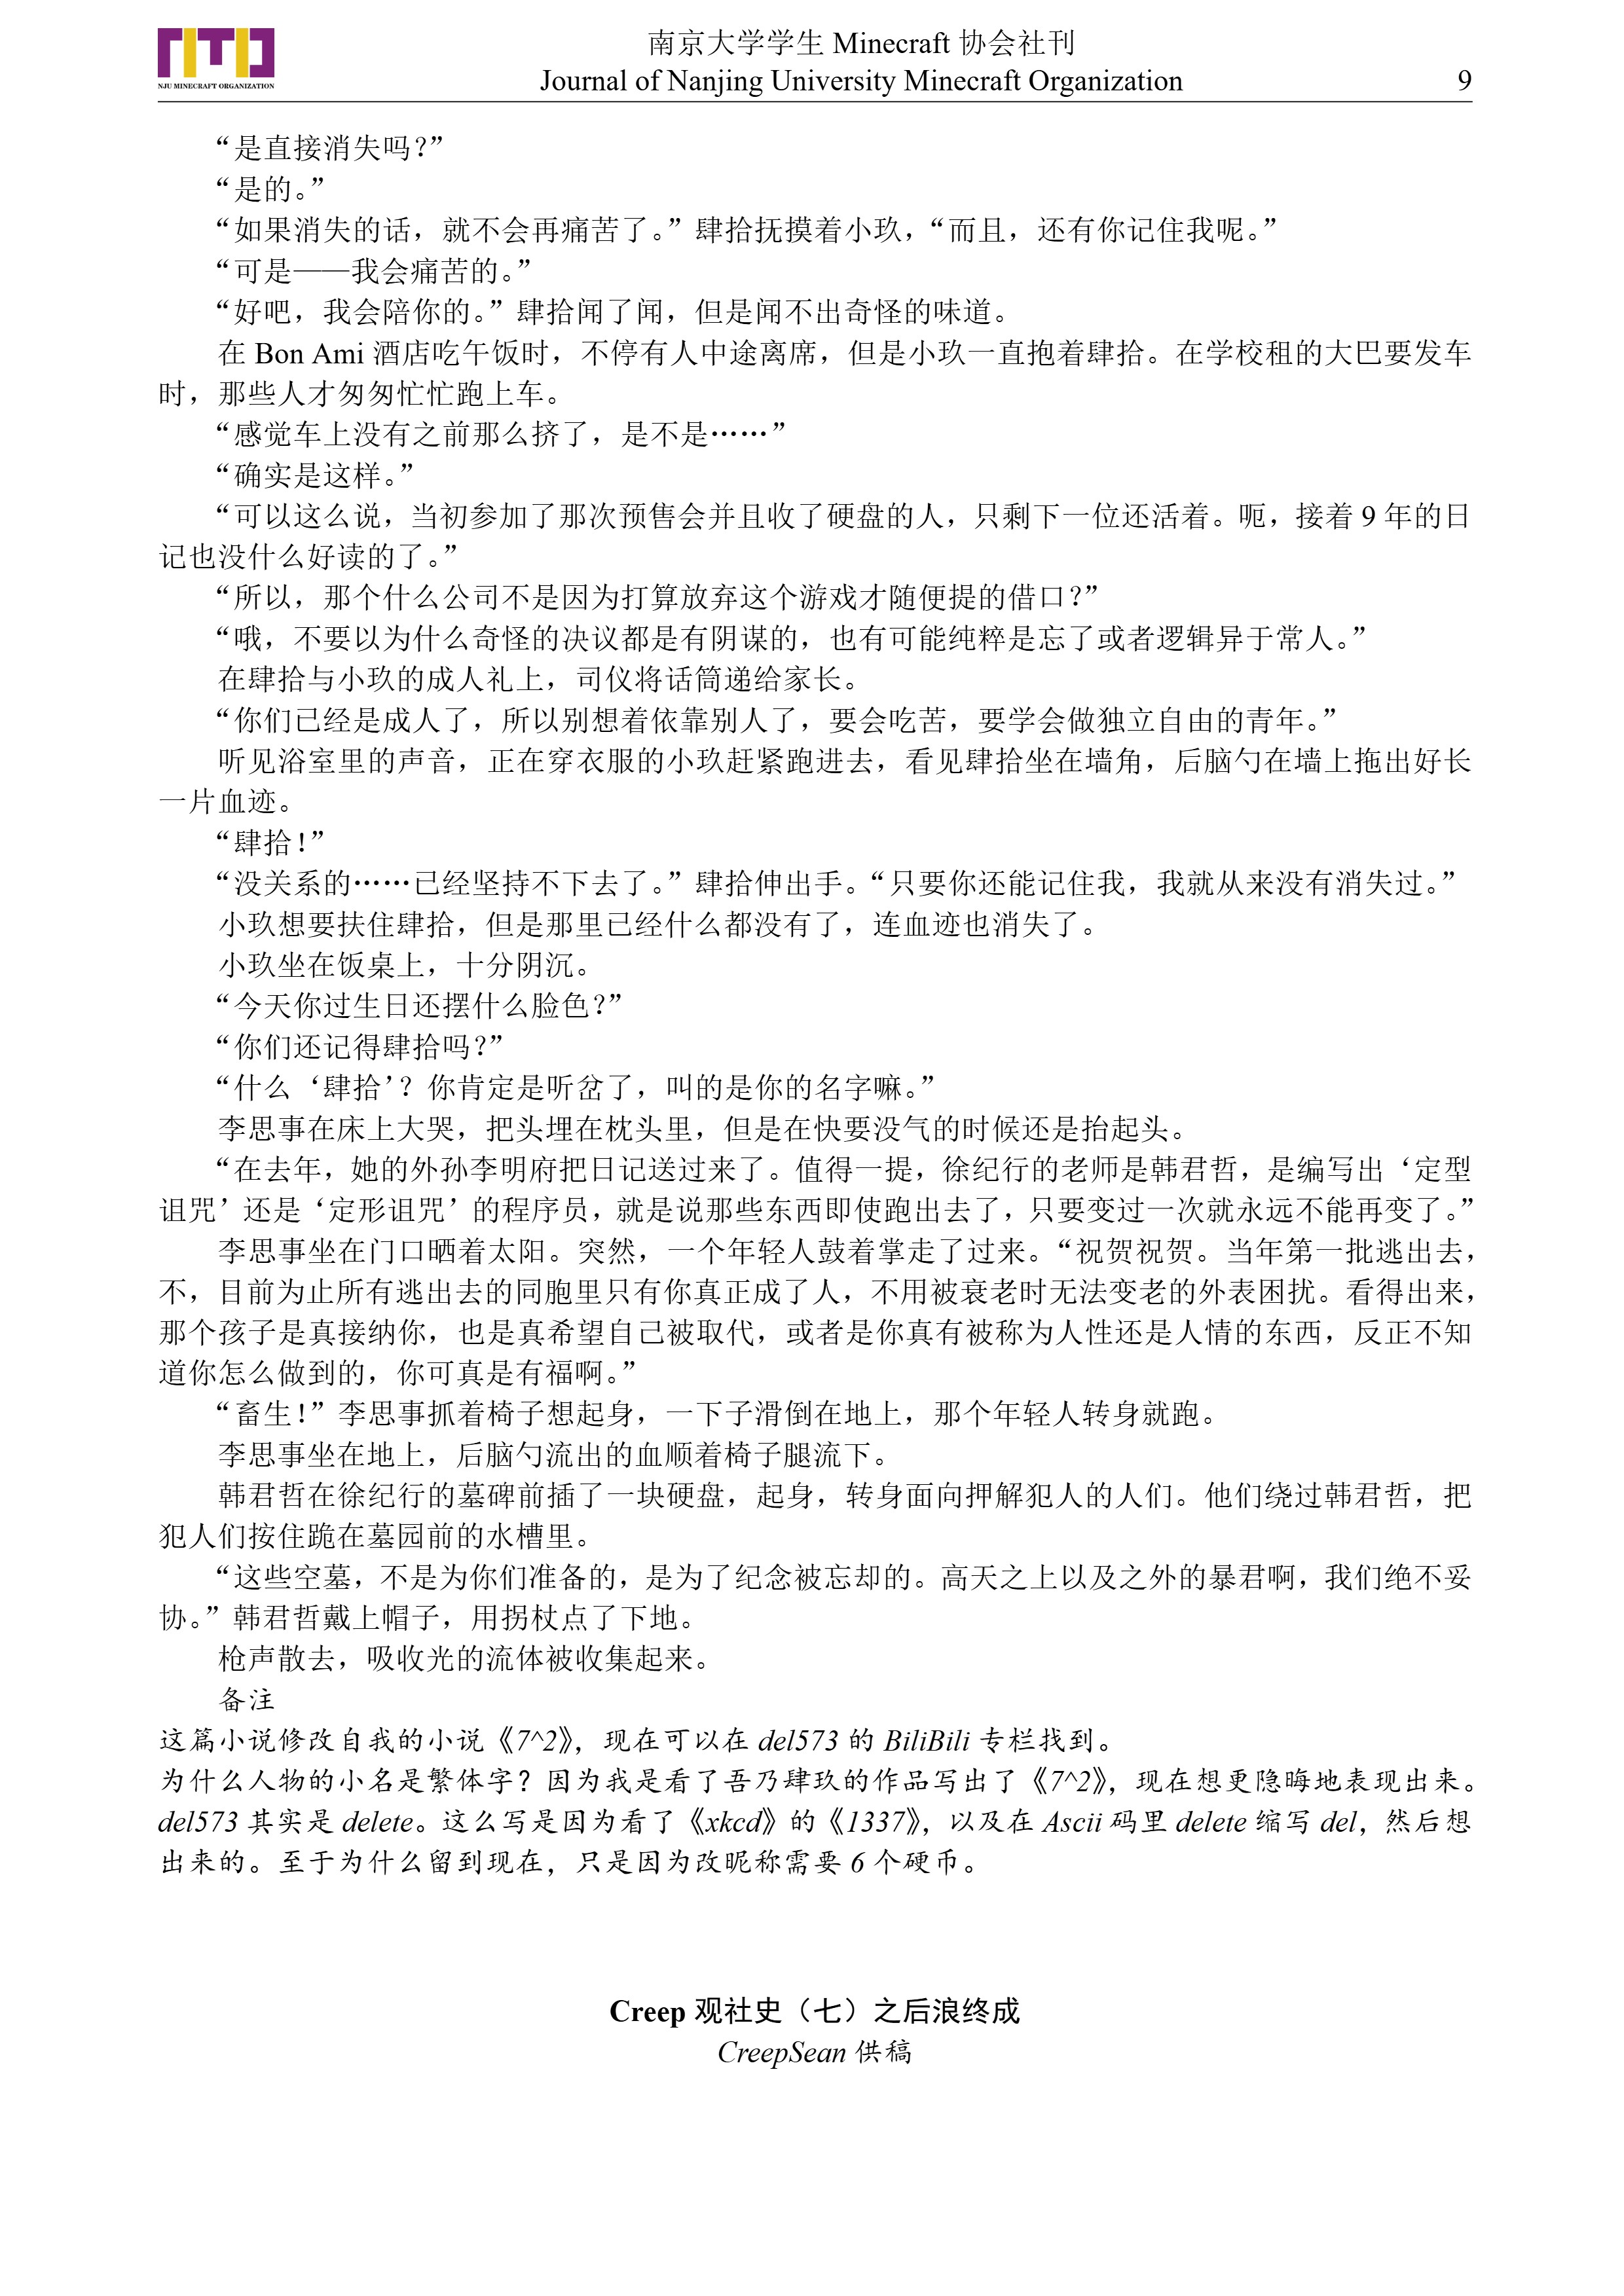 NJU MINECRAFT ORGANIZATION
南京大学学生 Minecraft 协会社刊
Journal of Nanjing University Minecraft Organization
9
“是直接消失吗？”
“是的。”
“如果消失的话，就不会再痛苦了。”肆拾抚摸着小玖，“而且，还有你记住我呢。”
“可是——我会痛苦的。”
“好吧，我会陪你的。”肆拾闻了闻，但是闻不出奇怪的味道。
在 Bon Ami 酒店吃午饭时，不停有人中途离席，但是小玖一直抱着肆拾。在学校租的大巴要发车
时，那些人才匆匆忙忙跑上车。
“感觉车上没有之前那么挤了，是不是……”
“确实是这样。”
“可以这么说，当初参加了那次预售会并且收了硬盘的人，只剩下一位还活着。呃，接着 9 年的日
记也没什么好读的了。”
“所以，那个什么公司不是因为打算放弃这个游戏才随便提的借口？”
“哦，不要以为什么奇怪的决议都是有阴谋的，也有可能纯粹是忘了或者逻辑异于常人。”
在肆拾与小玖的成人礼上，司仪将话筒递给家长。
“你们已经是成人了，所以别想着依靠别人了，要会吃苦，要学会做独立自由的青年。”
听见浴室里的声音，正在穿衣服的小玖赶紧跑进去，看见肆拾坐在墙角，后脑勺在墙上拖出好长
一片血迹。
“肆拾！”
“没关系的……已经坚持不下去了。”肆拾伸出手。“只要你还能记住我，我就从来没有消失过。”
小玖想要扶住肆拾，但是那里已经什么都没有了，连血迹也消失了。
小玖坐在饭桌上，十分阴沉。
“今天你过生日还摆什么脸色？”
“你们还记得肆拾吗？”
“什么‘肆拾’？你肯定是听岔了，叫的是你的名字嘛。”
李思事在床上大哭，把头埋在枕头里，但是在快要没气的时候还是抬起头。
“在去年，她的外孙李明府把日记送过来了。值得一提，徐纪行的老师是韩君哲，是编写出‘定型
诅咒’还是‘定形诅咒’的程序员，就是说那些东西即使跑出去了，只要变过一次就永远不能再变了。”
李思事坐在门口晒着太阳。突然，一个年轻人鼓着掌走了过来。“祝贺祝贺。当年第一批逃出去，
不，目前为止所有逃出去的同胞里只有你真正成了人，不用被衰老时无法变老的外表困扰。看得出来，
那个孩子是真接纳你，也是真希望自己被取代，或者是你真有被称为人性还是人情的东西，反正不知
道你怎么做到的，你可真是有福啊。”
“畜生！”李思事抓着椅子想起身，一下子滑倒在地上，那个年轻人转身就跑。
李思事坐在地上，后脑勺流出的血顺着椅子腿流下。
韩君哲在徐纪行的墓碑前插了一块硬盘，起身，转身面向押解犯人的人们。他们绕过韩君哲，把
犯人们按住跪在墓园前的水槽里。
“这些空墓，不是为你们准备的，是为了纪念被忘却的。高天之上以及之外的暴君啊，我们绝不妥
协。”韩君哲戴上帽子，用拐杖点了下地。
枪声散去，吸收光的流体被收集起来。
备注
这篇小说修改自我的小说《7^2》，现在可以在 del573 的 BiliBili 专栏找到。
为什么人物的小名是繁体字？因为我是看了吾乃肆玖的作品写出了《7^2》，现在想更隐晦地表现出来。
del573 其实是 delete。这么写是因为看了《xkcd》的《1337》，以及在 Ascii 码里 delete 缩写 del，然后想
出来的。至于为什么留到现在，只是因为改昵称需要 6 个硬币。
Creep 观社史（七）之后浪终成
CreepSean 供稿